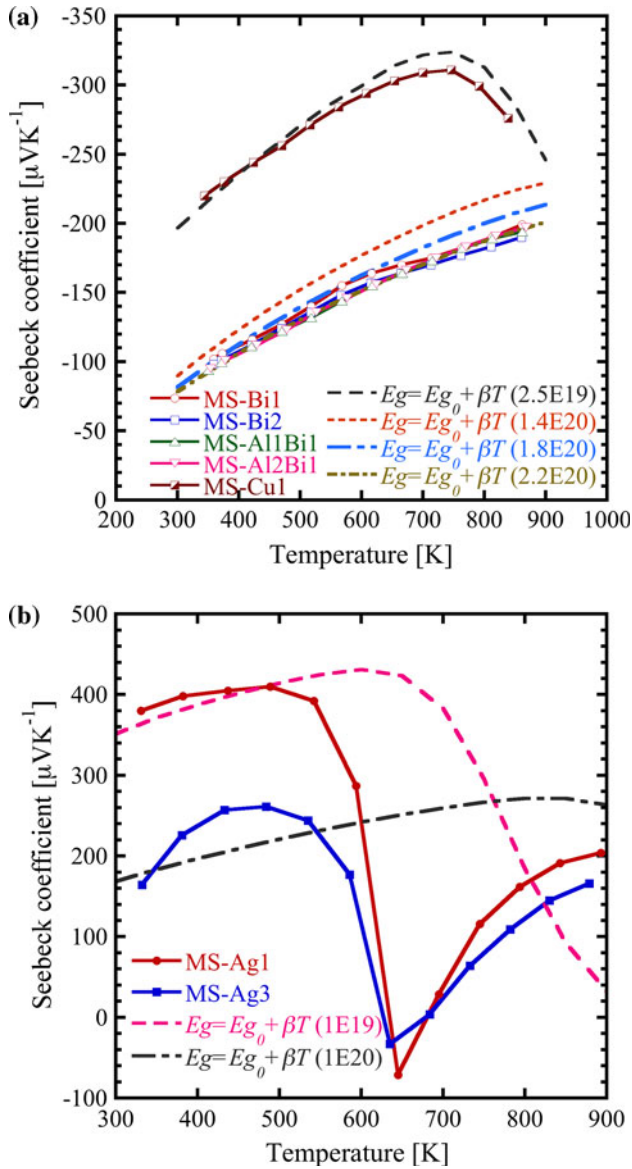 (a)
-350
-300
-250
-200
-150
-100
-50
0
Seebeck coefficient [μVK⁻¹]
MS-Bi1
MS-Bi2
MS-Al1Bi1
MS-Al2Bi1
MS-Cu1
Eg=Eg₀+βT (2.5E19)
Eg=Eg₀+βT (1.4E20)
Eg=Eg₀+βT (1.8E20)
Eg=Eg₀+βT (2.2E20)
200 300 400 500 600 700 800 900 1000
Temperature [K]
(b)
500
400
300
200
100
0
-100
Seebeck coefficient [μVK⁻¹]
MS-Ag1
MS-Ag3
Eg=Eg₀+βT (1E19)
Eg=Eg₀+βT (1E20)
300 400 500 600 700 800 900
Temperature [K]